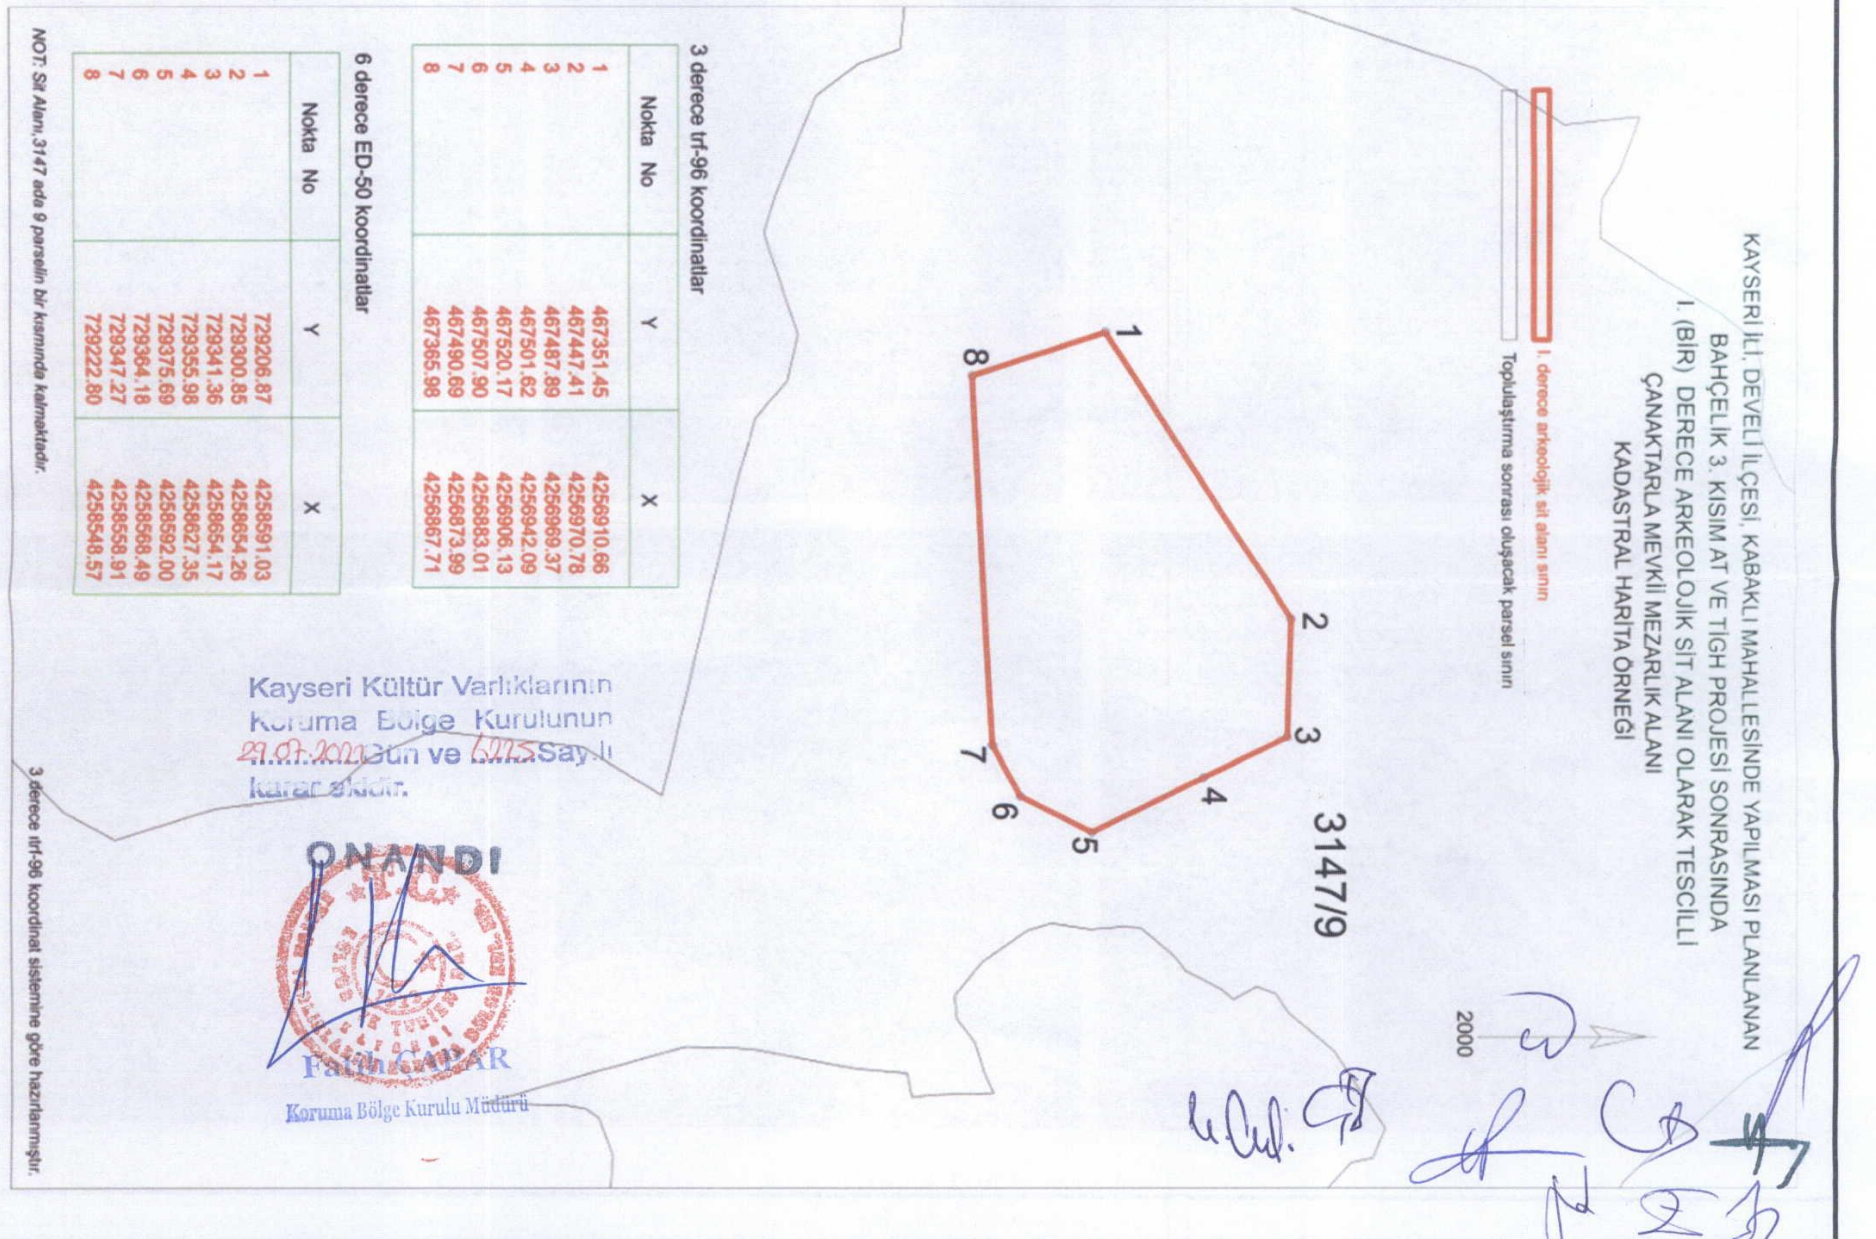 KAYSERİ İLİ, DEVELİ İLÇESİ, KABAKLI MAHALLESİNDE YAPILMASI PLANLANAN
BAHÇELİK 3. KISIM AT VE TİGH PROJESİ SONRASINDA
I. (BİR) DERECE ARKEOLOJİK SİT ALANI OLARAK TESCİLLİ
ÇANAKTARLA MEVKİİ MEZARLIK ALANI
KADASTRAL HARİTA ÖRNEĞİ
I. derece arkeolojik sit alanı sınırı
Toplulaştırma sonrası oluşacak parsel sınırı
2000
3147/9
1
2
3
4
5
6
7
8
3 derece ıtrf-96 koordinatlar
Nokta No Y X
1 467351.45 4256910.66
2 467447.41 4256970.78
3 467487.89 4256969.37
4 467501.62 4256942.09
5 467520.17 4256906.13
6 467507.90 4256883.01
7 467490.69 4256873.99
8 467365.98 4256867.71
6 derece ED-50 koordinatlar
Nokta No Y X
1 729206.87 4258591.03
2 729300.85 4258654.26
3 729341.36 4258654.17
4 729355.98 4258627.35
5 729375.69 4258592.00
6 729364.18 4258568.49
7 729347.27 4258558.91
8 729222.80 4258548.57
NOT: Sit Alanı,3147 ada 9 parselin bir kısmında kalmaktadır.
3 derece ıtrf-96 koordinat sistemine göre hazırlanmıştır.
Kayseri Kültür Varlıklarının
Koruma Bölge Kurulunun
29.07.2022 Gün ve 6225 Sayılı
karar ekidir.
ONANDI
T.C.
Fatih ÇAPAR
Koruma Bölge Kurulu Müdürü